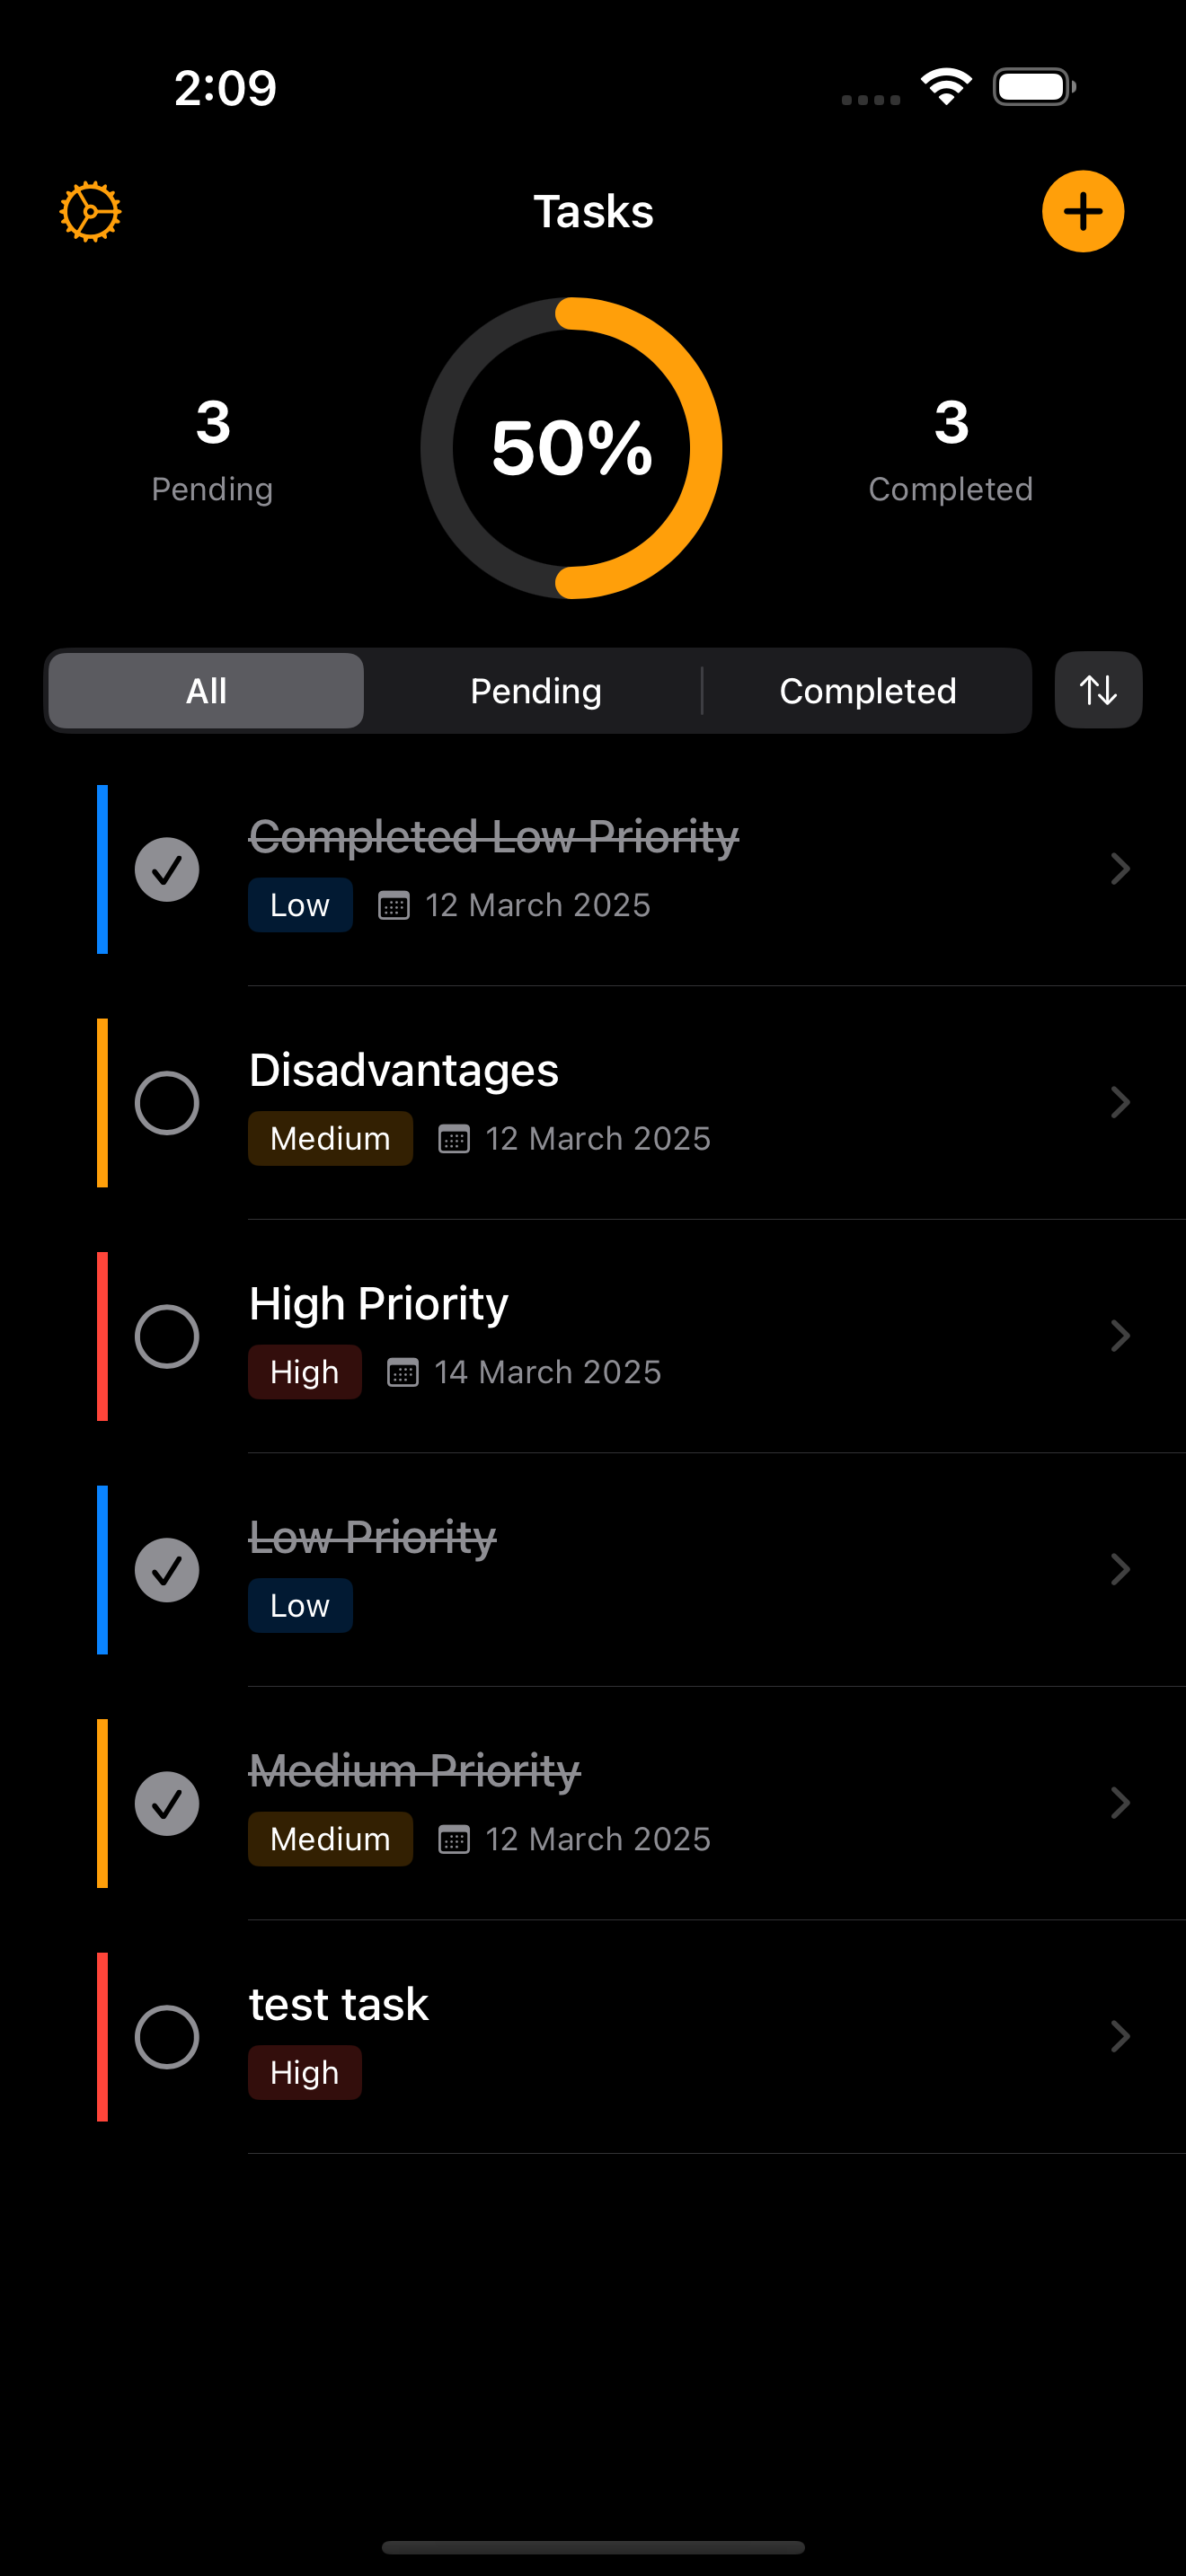 2:09
Tasks
3
Pending
50%
3
Completed
All
Pending
Completed
Completed Low Priority
Low
12 March 2025
Disadvantages
Medium
12 March 2025
High Priority
High
14 March 2025
Low Priority
Low
Medium Priority
Medium
12 March 2025
test task
High